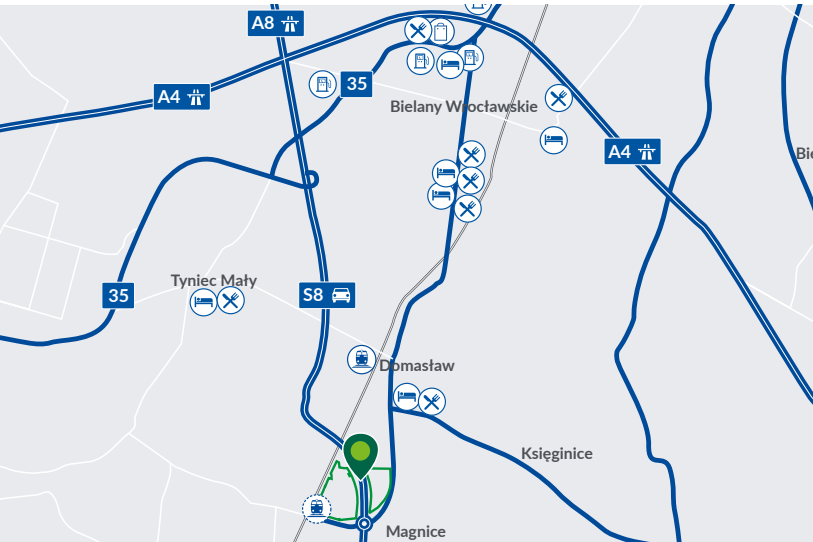 A8
35
A4
Bielany Wrocławskie
A4
Bie
Tyniec Mały
35
S8
Domasław
Księginice
Magnice